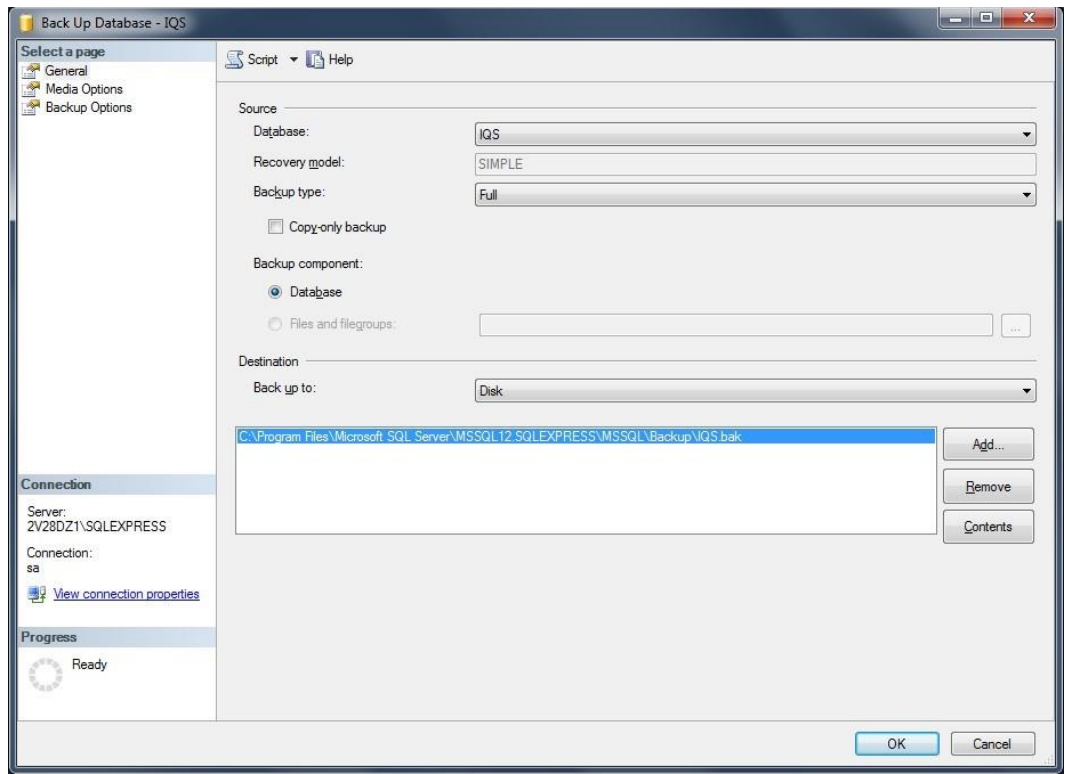 Back Up Database - IQS
Select a page
General
Media Options
Backup Options
Script
Help
Source
Database:
IQS
Recovery model:
SIMPLE
Backup type:
Full
Copy-only backup
Backup component:
Database
Files and filegroups:
...
Destination
Back up to:
Disk
C:\Program Files\Microsoft SQL Server\MSSQL12.SQLEXPRESS\MSSQL\Backup\IQS.bak
Add...
Remove
Contents
Connection
Server:
2V28DZ1\SQLEXPRESS
Connection:
sa
View connection properties
Progress
Ready
OK
Cancel